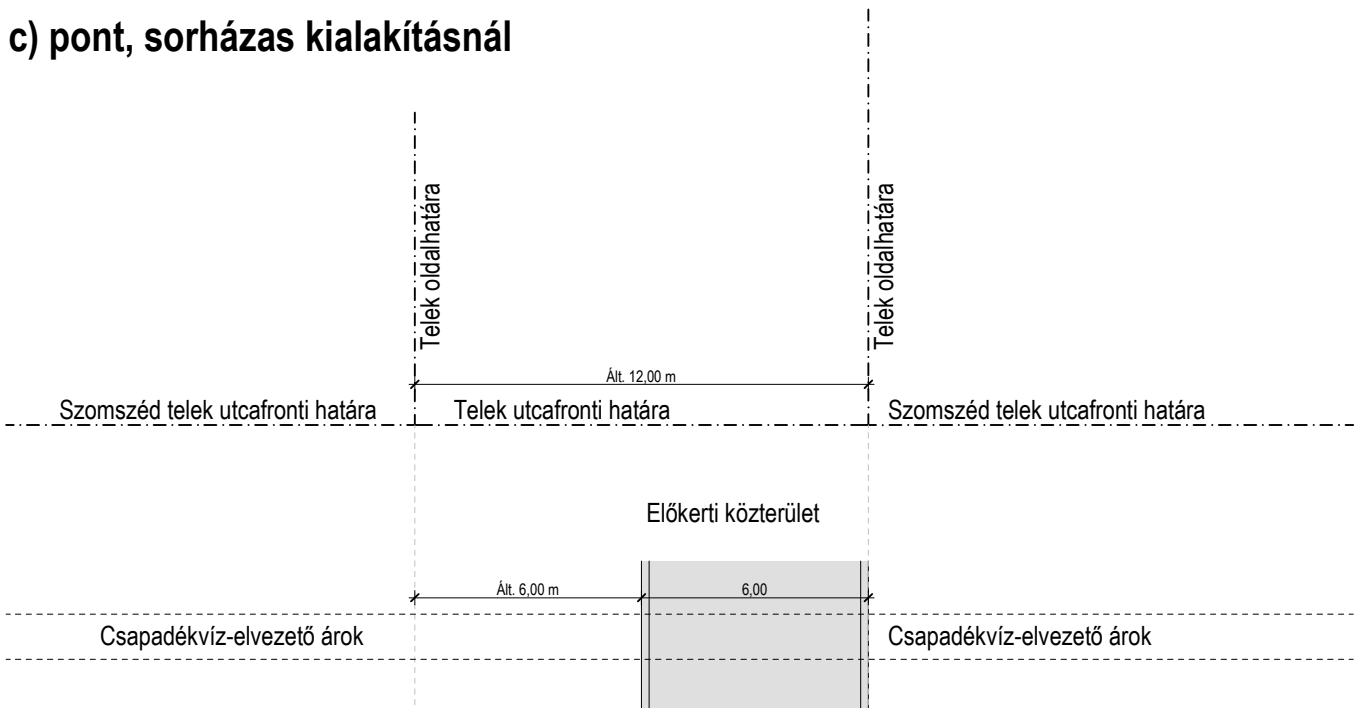 c) pont, sorházas kialakításnál
Telek oldalhatára
Telek oldalhatára
Ált. 12,00 m
Szomszéd telek utcafronti határa
Telek utcafronti határa
Szomszéd telek utcafronti határa
Előkerti közterület
Ált. 6,00 m
6,00
Csapadékvíz-elvezető árok
Csapadékvíz-elvezető árok